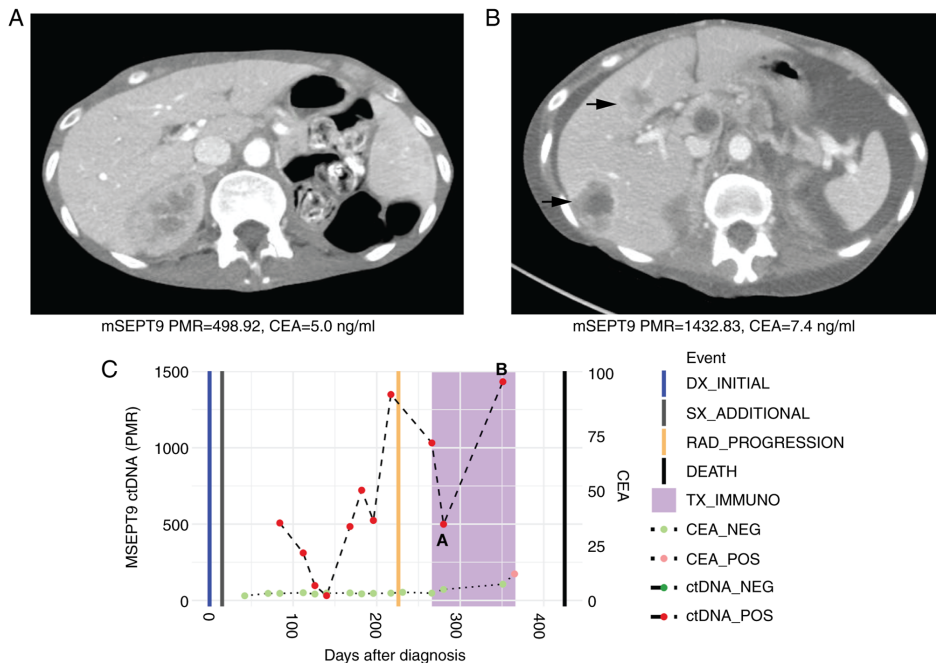 A
B
mSEPT9 PMR=498.92, CEA=5.0 ng/ml
mSEPT9 PMR=1432.83, CEA=7.4 ng/ml
C
MSEPT9 ctDNA (PMR)
1500
1000
500
0
B
A
100
75
50
25
0
CEA
0
100
200
300
400
Days after diagnosis
Event
DX_INITIAL
SX_ADDITIONAL
RAD_PROGRESSION
DEATH
TX_IMMUNO
CEA_NEG
CEA_POS
ctDNA_NEG
ctDNA_POS